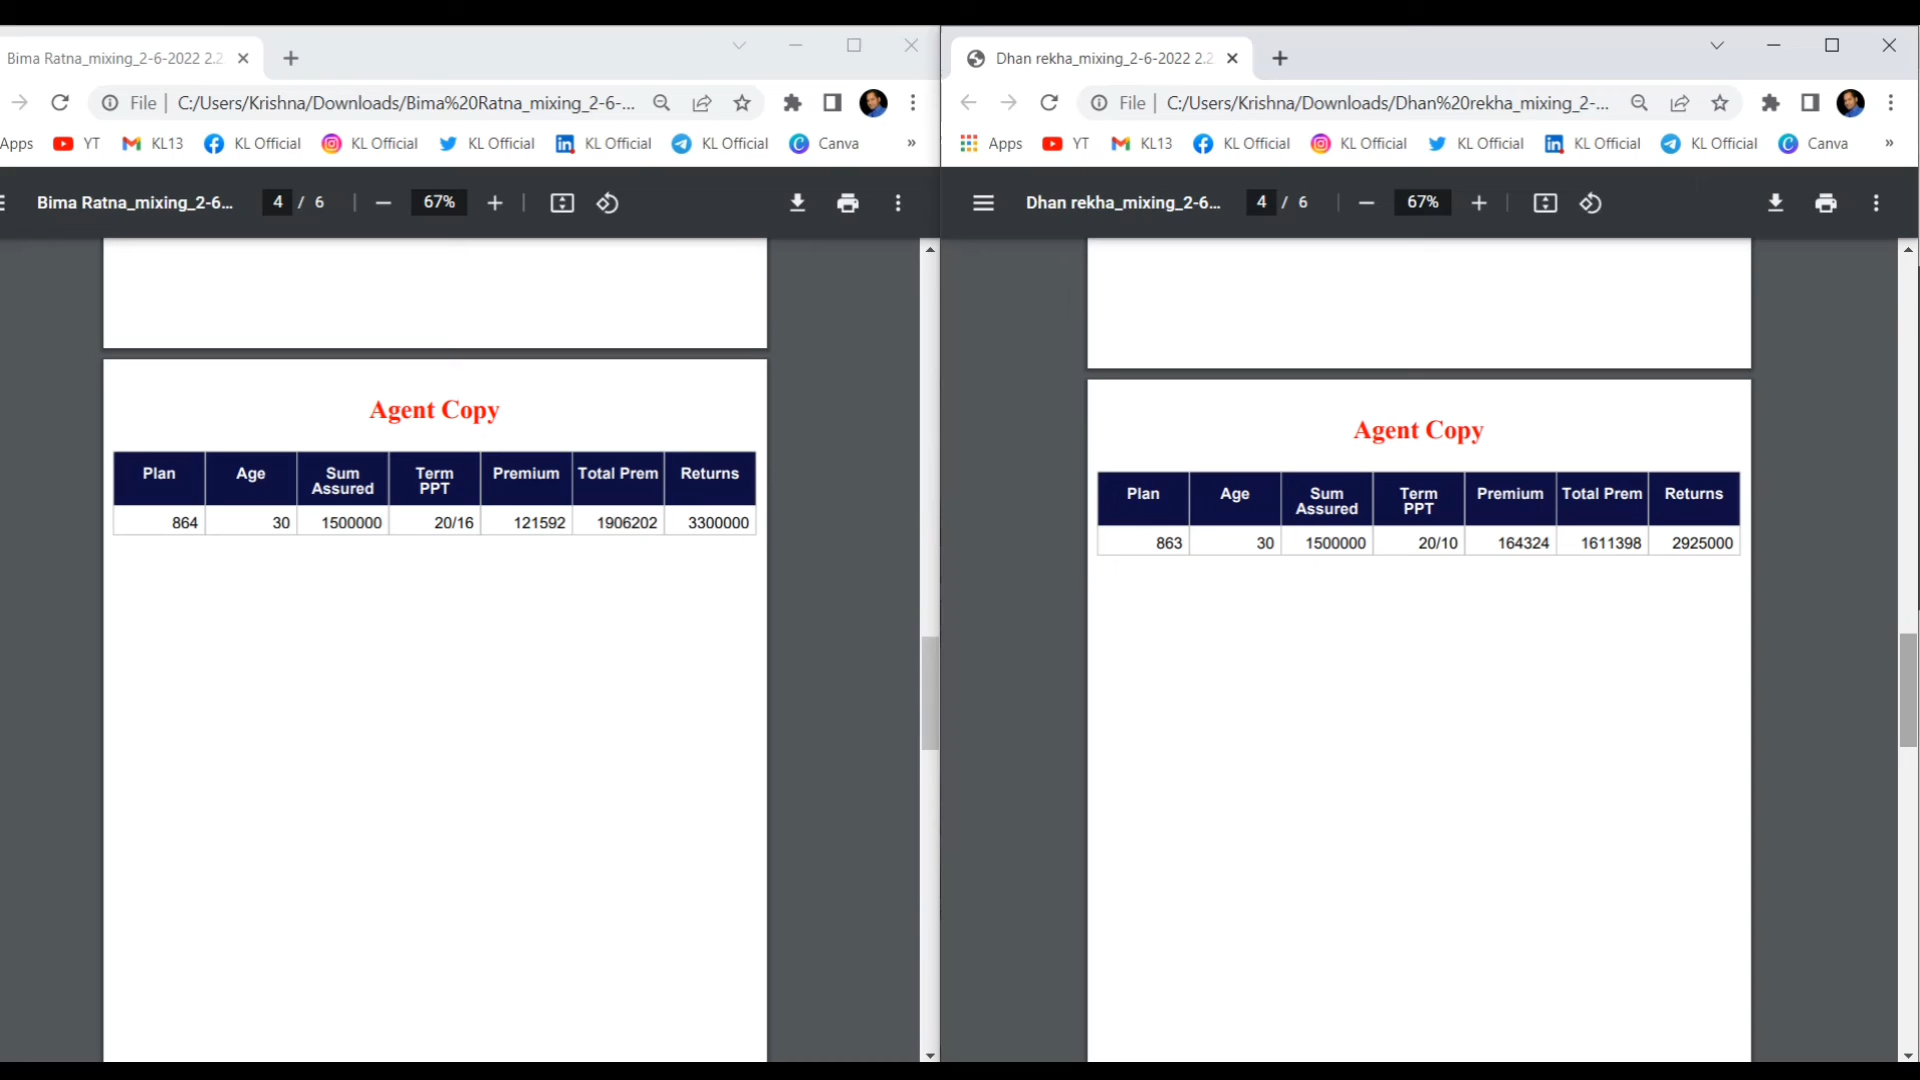 Bima Ratna_mixing_2-6-2022 2.2
File | C:/Users/Krishna/Downloads/Bima%20Ratna_mixing_2-6-...
Apps YT KL13 KL Official KL Official KL Official KL Official KL Official Canva »
Bima Ratna_mixing_2-6... 4 / 6 67%
Agent Copy
Plan Age Sum Assured Term PPT Premium Total Prem Returns
864 30 1500000 20/16 121592 1906202 3300000
Dhan rekha_mixing_2-6-2022 2.2
File | C:/Users/Krishna/Downloads/Dhan%20rekha_mixing_2-...
Apps YT KL13 KL Official KL Official KL Official KL Official KL Official Canva »
Dhan rekha_mixing_2-6... 4 / 6 67%
Agent Copy
Plan Age Sum Assured Term PPT Premium Total Prem Returns
863 30 1500000 20/10 164324 1611398 2925000